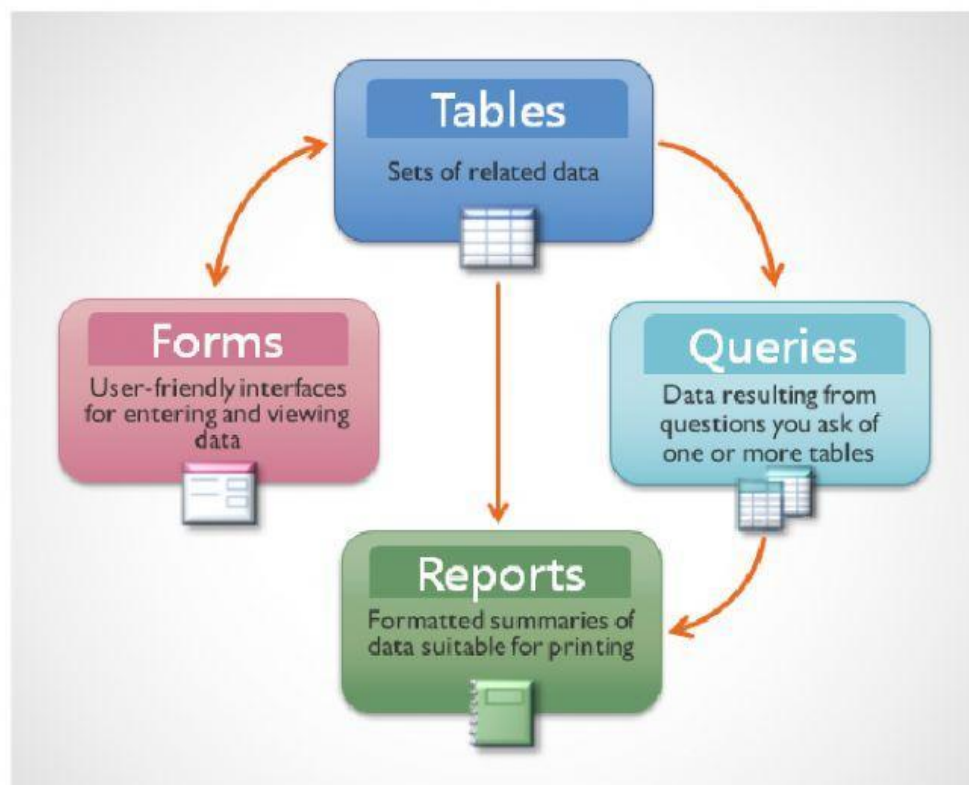 Tables
Sets of related data
Forms
User-friendly interfaces
for entering and viewing
data
Queries
Data resulting from
questions you ask of
one or more tables
Reports
Formatted summaries of
data suitable for printing